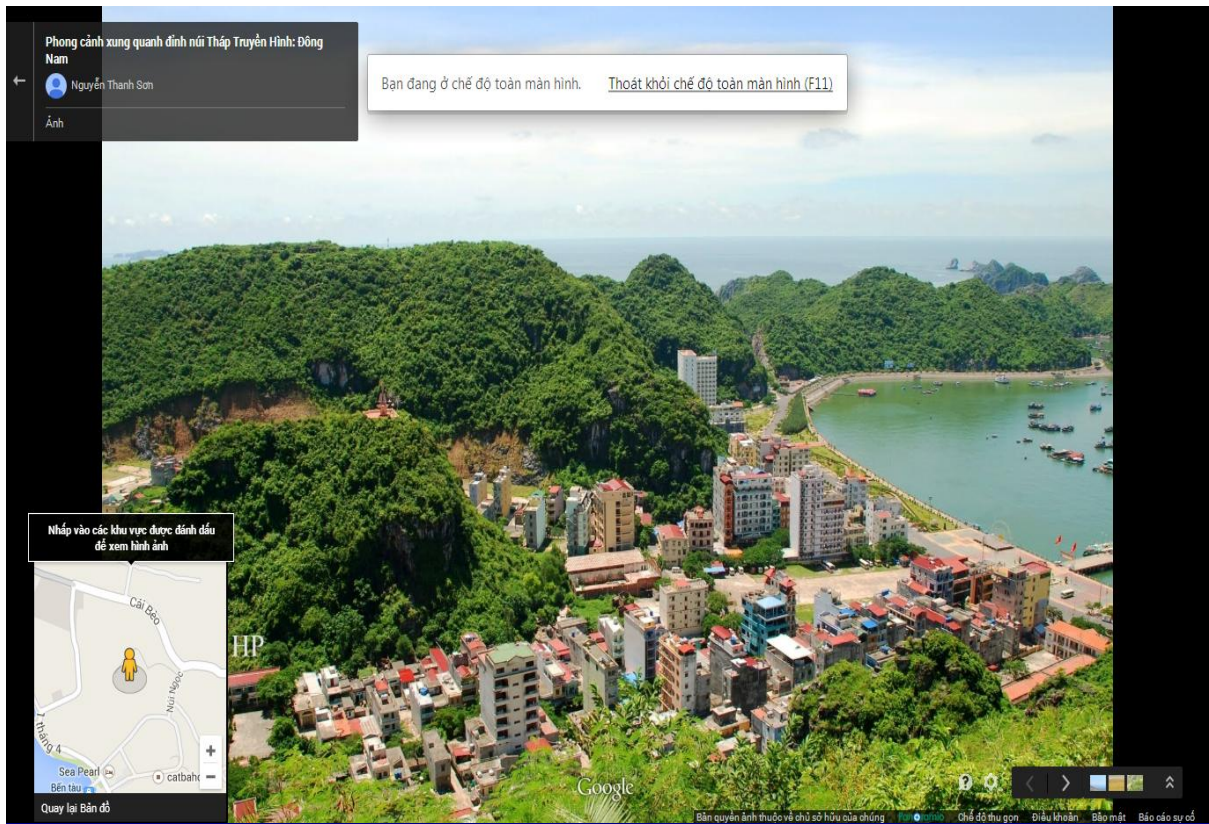 Phong cảnh xung quanh đỉnh núi Tháp Truyền Hình: Đông
Nam
Nguyễn Thanh Sơn
Ảnh
Bạn đang ở chế độ toàn màn hình. Thoát khỏi chế độ toàn màn hình (F11)
Nhấp vào các khu vực được đánh dấu
để xem hình ảnh
Cái Bèo
Núi Ngọc
1 tháng 4
Sea Pearl
catbaho
Bến tàu
+
−
Quay lại Bản đồ
HP
Google
Bản quyền ảnh thuộc về chủ sở hữu của chúng Panoramio Chế độ thu gọn Điều khoản Bảo mật Báo cáo sự cố